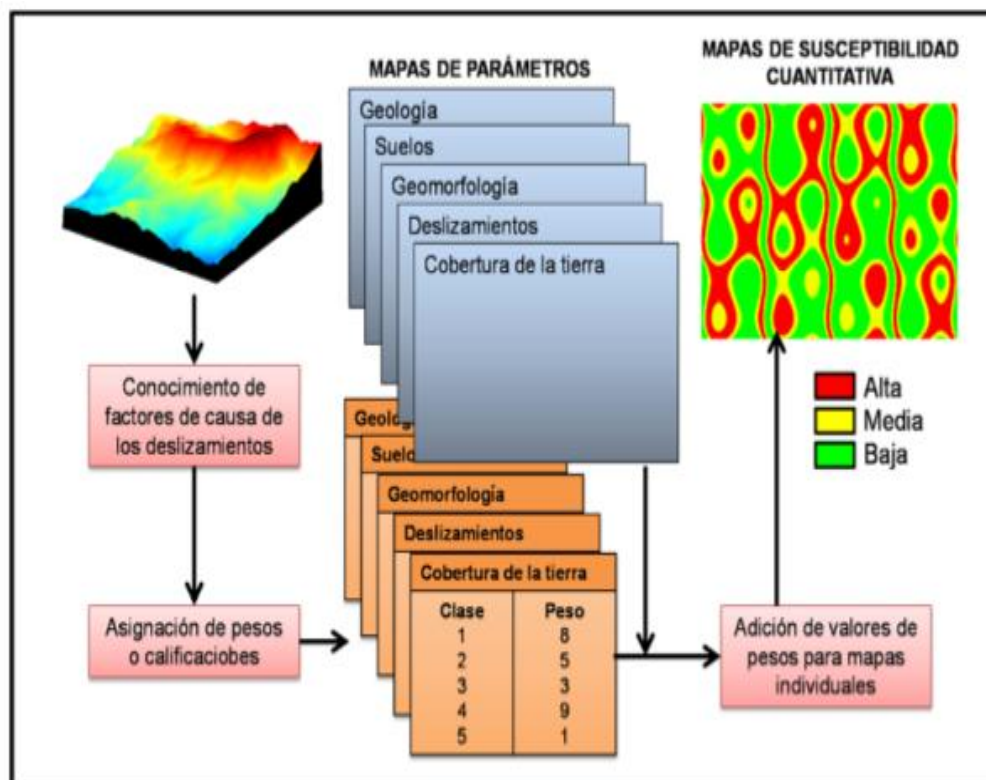 MAPAS DE PARÁMETROS
Geología
Suelos
Geomorfología
Deslizamientos
Cobertura de la tierra
MAPAS DE SUSCEPTIBILIDAD
CUANTITATIVA
Alta
Media
Baja
Conocimiento de
factores de causa de
los deslizamientos
Asignación de pesos
o calificaciobes
Geolog
Suelo
Geomorfología
Deslizamientos
Cobertura de la tierra
Clase Peso
1 8
2 5
3 3
4 9
5 1
Adición de valores de
pesos para mapas
individuales